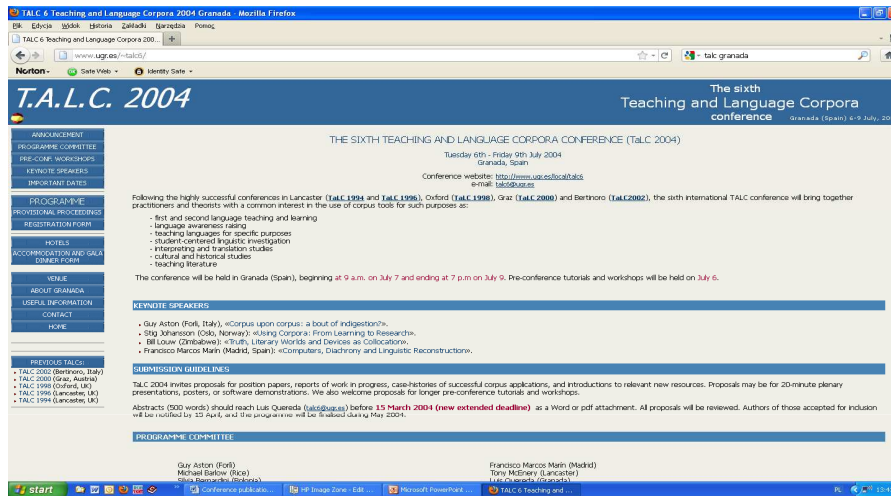 TALC 6 Teaching and Language Corpora 2004 Granada - Mozilla Firefox
Plik Edycja Widok Historia Zakładki Narzędzia Pomoc
TALC 6 Teaching and Language Corpora 200... +
www.ugr.es/~talc6/
talc granada
Norton Safe Web Identity Safe
T.A.L.C. 2004
The sixth
Teaching and Language Corpora
conference Granada (Spain) 6-9 July, 20
ANNOUNCEMENT
PROGRAMME COMMITTEE
PRE-CONF. WORKSHOPS
KEYNOTE SPEAKERS
IMPORTANT DATES
PROGRAMME
PROVISIONAL PROCEEDINGS
REGISTRATION FORM
HOTELS
ACCOMMODATION AND GALA
DINNER FORM
VENUE
ABOUT GRANADA
USEFUL INFORMATION
CONTACT
HOME
PREVIOUS TALCs:
TALC 2002 (Bertinoro, Italy)
TALC 2000 (Graz, Austria)
TALC 1998 (Oxford, UK)
TALC 1996 (Lancaster, UK)
TALC 1994 (Lancaster, UK)
THE SIXTH TEACHING AND LANGUAGE CORPORA CONFERENCE (TaLC 2004)
Tuesday 6th - Friday 9th July 2004
Granada, Spain
Conference website: http://www.ugr.es/local/talc6
e-mail: talc6@ugr.es
Following the highly successful conferences in Lancaster (TaLC 1994 and TaLC 1996), Oxford (TaLC 1998), Graz (TaLC 2000) and Bertinoro (TaLC2002), the sixth international TALC conference will bring together
practitioners and theorists with a common interest in the use of corpus tools for such purposes as:
- first and second language teaching and learning
- language awareness raising
- teaching languages for specific purposes
- student-centered linguistic investigation
- interpreting and translation studies
- cultural and historical studies
- teaching literature
The conference will be held in Granada (Spain), beginning at 9 a.m. on July 7 and ending at 7 p.m on July 9. Pre-conference tutorials and workshops will be held on July 6.
KEYNOTE SPEAKERS
Guy Aston (Forlì, Italy), «Corpus upon corpus: a bout of indigestion?».
Stig Johansson (Oslo, Norway): «Using Corpora: From Learning to Research».
Bill Louw (Zimbabwe): «Truth, Literary Worlds and Devices as Collocation».
Francisco Marcos Marín (Madrid, Spain): «Computers, Diachrony and Linguistic Reconstruction».
SUBMISSION GUIDELINES
TaLC 2004 invites proposals for position papers, reports of work in progress, case-histories of successful corpus applications, and introductions to relevant new resources. Proposals may be for 20-minute plenary
presentations, posters, or software demonstrations. We also welcome proposals for longer pre-conference tutorials and workshops.
Abstracts (500 words) should reach Luis Quereda (talc6@ugr.es) before 15 March 2004 (new extended deadline) as a Word or pdf attachment. All proposals will be reviewed. Authors of those accepted for inclusion
will be notified by 15 April, and the programme will be finalised during May 2004.
PROGRAMME COMMITTEE
Guy Aston (Forlì) Francisco Marcos Marín (Madrid)
Michael Barlow (Rice) Tony McEnery (Lancaster)
Silvia Bernardini (Bologna) Luis Quereda (Granada)
start Conference publicatio... HP Image Zone - Edit ... Microsoft PowerPoint ... TALC 6 Teaching and ... PL